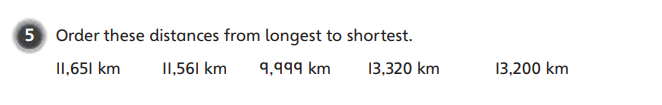 5 Order these distances from longest to shortest.
11,651 km 11,561 km 9,999 km 13,320 km 13,200 km